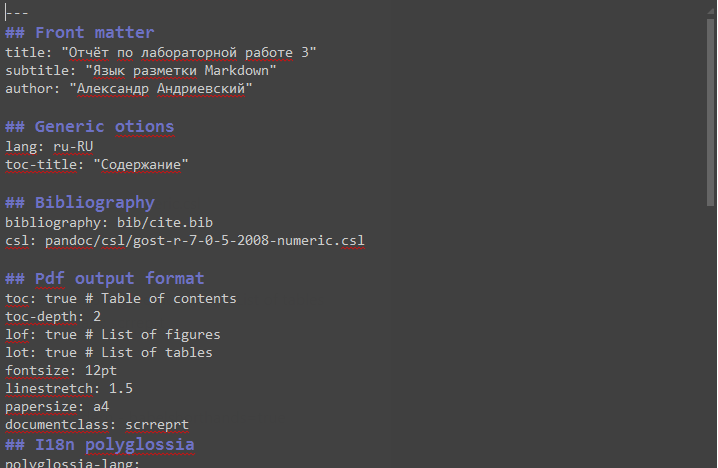 ---
## Front matter
title: "Отчёт по лабораторной работе 3"
subtitle: "Язык разметки Markdown"
author: "Александр Андриевский"
## Generic otions
lang: ru-RU
toc-title: "Содержание"
## Bibliography
bibliography: bib/cite.bib
csl: pandoc/csl/gost-r-7-0-5-2008-numeric.csl
## Pdf output format
toc: true # Table of contents
toc-depth: 2
lof: true # List of figures
lot: true # List of tables
fontsize: 12pt
linestretch: 1.5
papersize: a4
documentclass: scrreprt
## I18n polyglossia
polyglossia-lang: